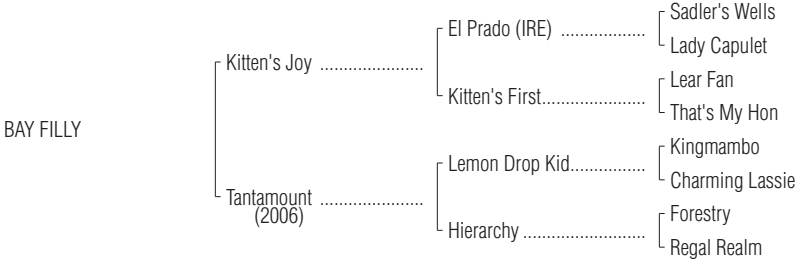 Sadler's Wells
El Prado (IRE) ..................
Lady Capulet
Kitten's Joy ......................
Lear Fan
Kitten's First......................
That's My Hon
BAY FILLY
Kingmambo
Lemon Drop Kid................
Charming Lassie
Tantamount ......................
(2006)
Forestry
Hierarchy ..........................
Regal Realm